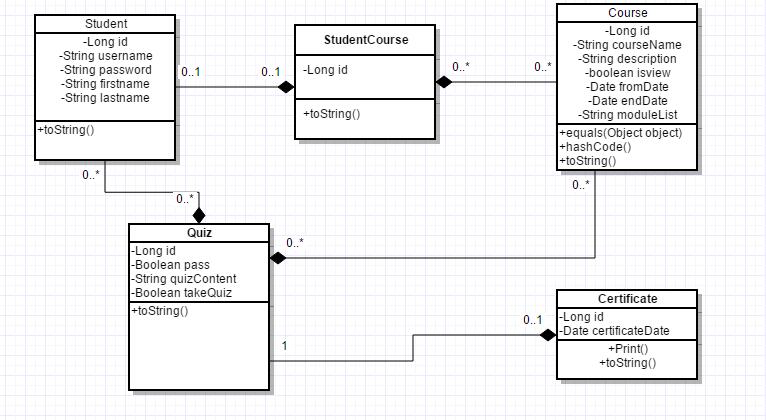 Student
-Long id
-String username
-String password
-String firstname
-String lastname
+toString()
0..1
0..1
StudentCourse
-Long id
+toString()
0..*
0..*
Course
-Long id
-String courseName
-String description
-boolean isview
-Date fromDate
-Date endDate
-String moduleList
+equals(Object object)
+hashCode()
+toString()
0..*
0..*
0..*
0..*
Quiz
-Long id
-Boolean pass
-String quizContent
-Boolean takeQuiz
+toString()
1
0..1
Certificate
-Long id
-Date certificateDate
+Print()
+toString()